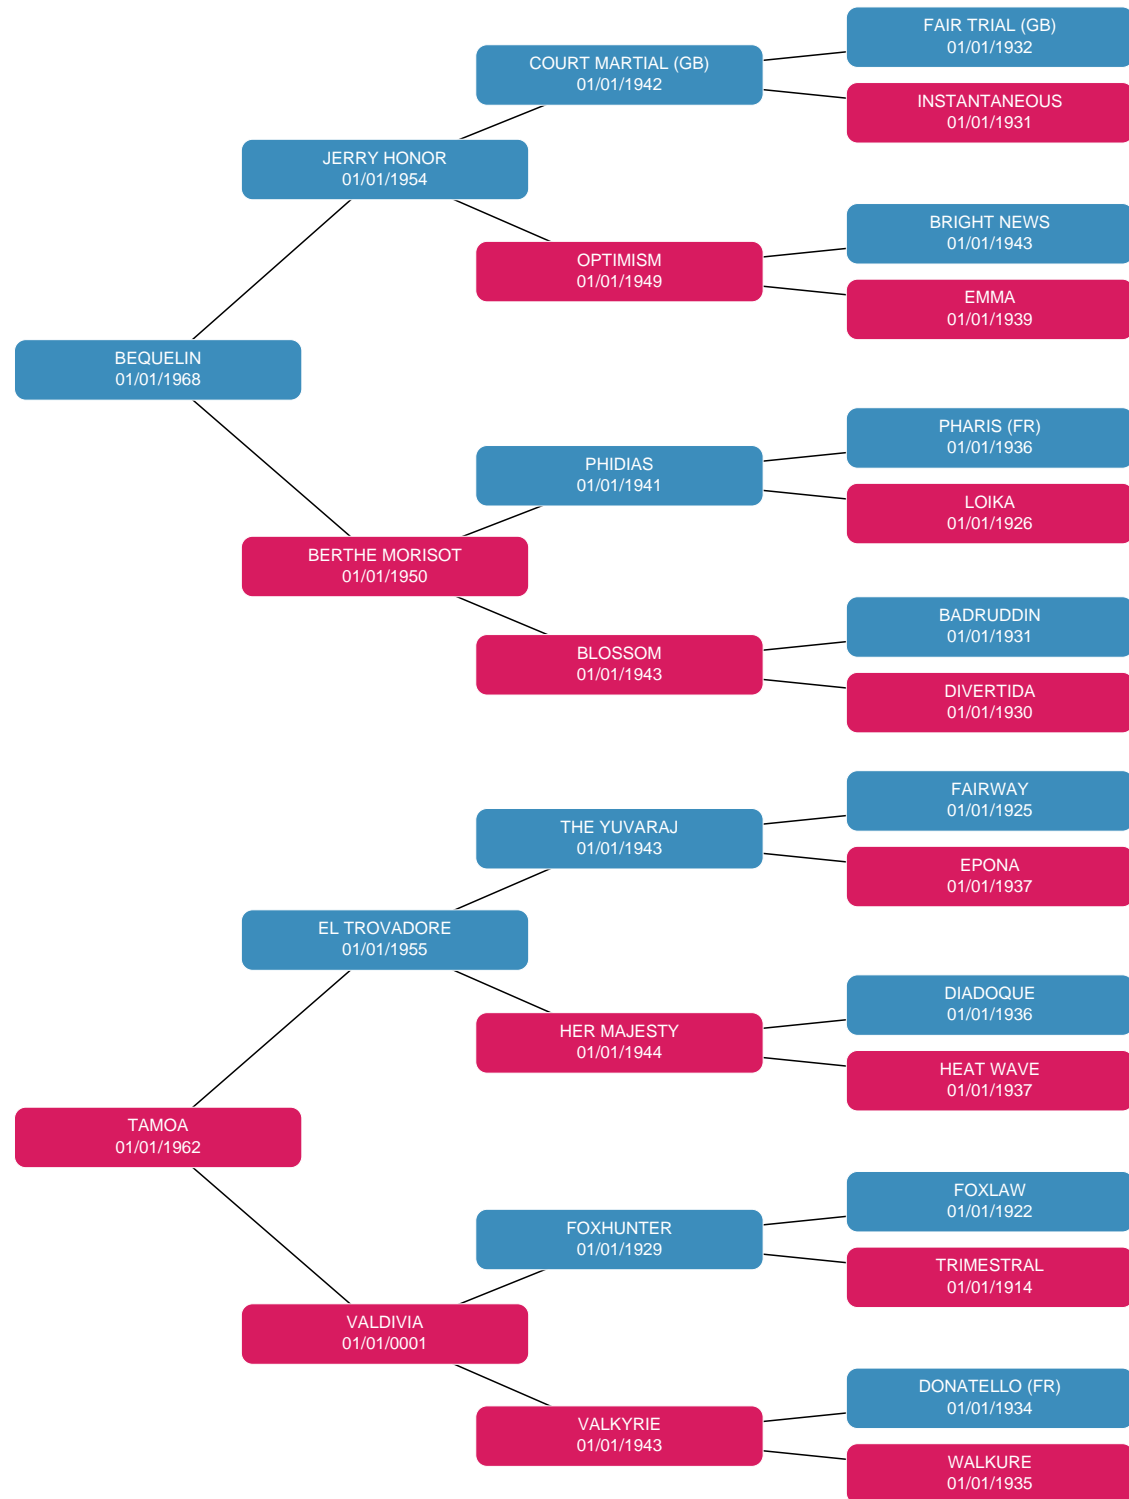 FAIR TRIAL (GB)
01/01/1932
COURT MARTIAL (GB)
01/01/1942
INSTANTANEOUS
01/01/1931
JERRY HONOR
01/01/1954
BRIGHT NEWS
01/01/1943
OPTIMISM
01/01/1949
EMMA
01/01/1939
BEQUELIN
01/01/1968
PHARIS (FR)
01/01/1936
PHIDIAS
01/01/1941
LOIKA
01/01/1926
BERTHE MORISOT
01/01/1950
BADRUDDIN
01/01/1931
BLOSSOM
01/01/1943
DIVERTIDA
01/01/1930
FAIRWAY
01/01/1925
THE YUVARAJ
01/01/1943
EPONA
01/01/1937
EL TROVADORE
01/01/1955
DIADOQUE
01/01/1936
HER MAJESTY
01/01/1944
HEAT WAVE
01/01/1937
TAMOA
01/01/1962
FOXLAW
01/01/1922
FOXHUNTER
01/01/1929
TRIMESTRAL
01/01/1914
VALDIVIA
01/01/0001
DONATELLO (FR)
01/01/1934
VALKYRIE
01/01/1943
WALKURE
01/01/1935